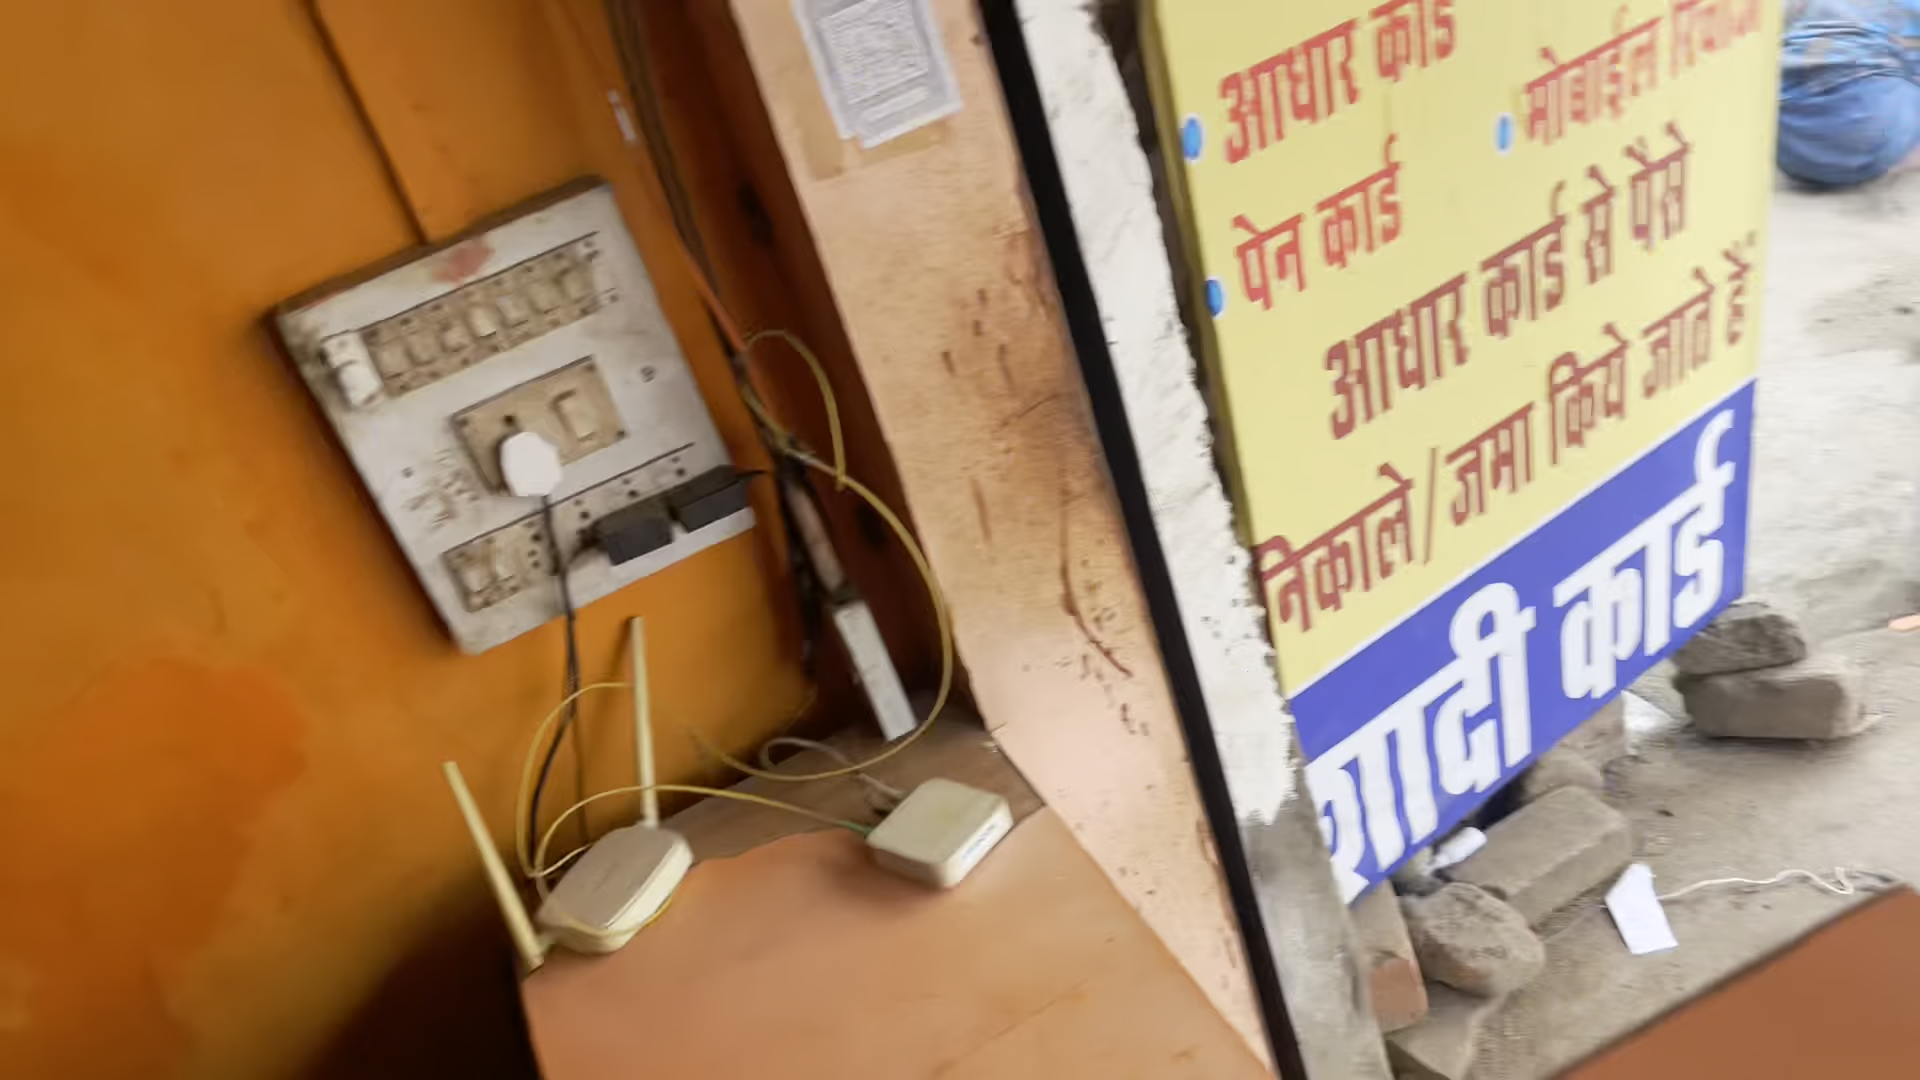 आधार कार्ड
मोबाईल रिचार्ज
पेन कार्ड
आधार कार्ड से पैसे
निकाले/जमा किये जाते हैं
शादी कार्ड